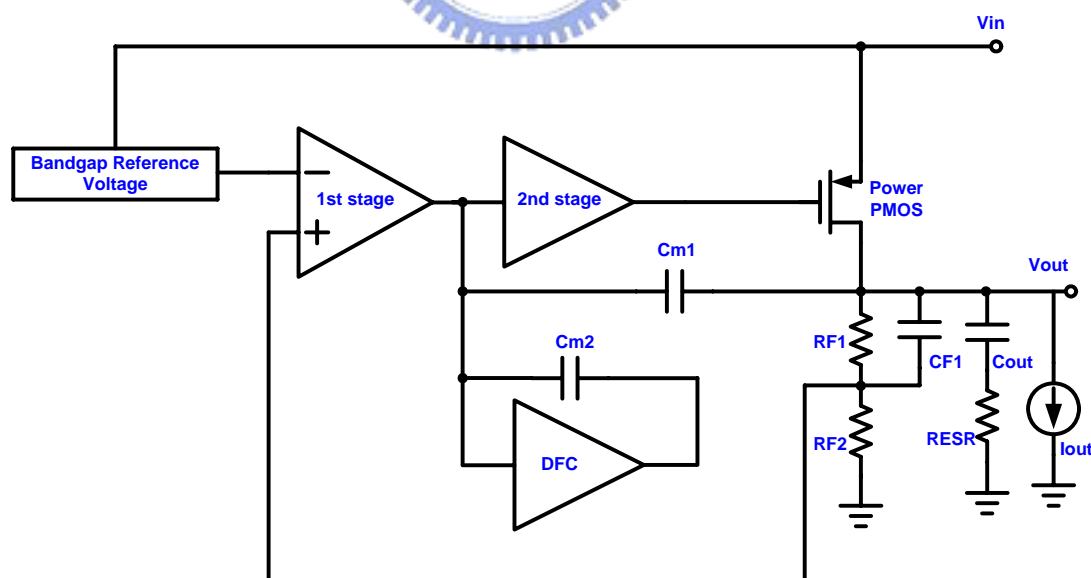 Vin
Bandgap Reference
Voltage
1st stage
2nd stage
Power
PMOS
Cm1
Vout
Cm2
RF1
CF1
Cout
DFC
RF2
RESR
Iout